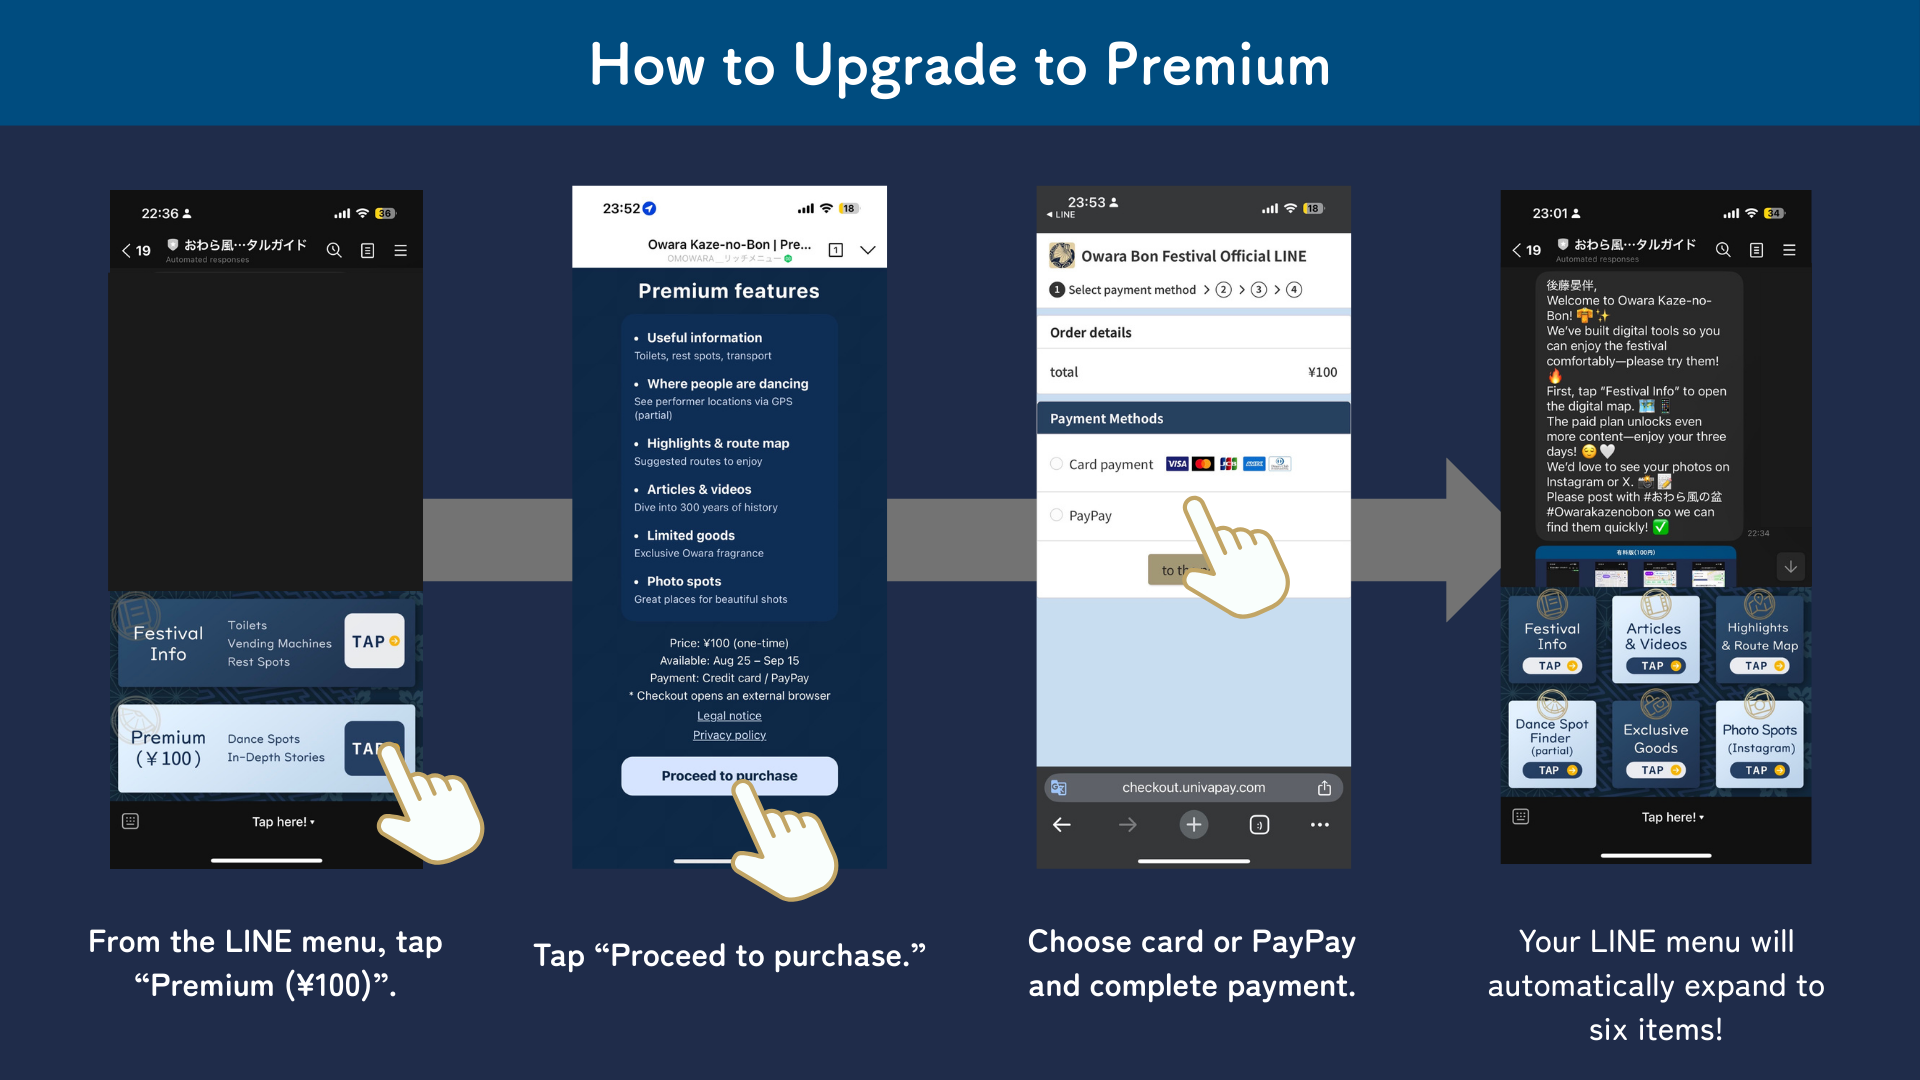 How to Upgrade to Premium
22:36
36
19
おわら風…タルガイド
Automated responses
Festival
Info
Toilets
Vending Machines
Rest Spots
TAP
Premium
(¥100)
Dance Spots
In-Depth Stories
Tap here!
From the LINE menu, tap
“Premium (¥100)”.
23:52
18
Owara Kaze-no-Bon | Pre...
OMOWARA__リッチメニュー
1
Premium features
• Useful information
Toilets, rest spots, transport
• Where people are dancing
See performer locations via GPS
(partial)
• Highlights & route map
Suggested routes to enjoy
• Articles & videos
Dive into 300 years of history
• Limited goods
Exclusive Owara fragrance
• Photo spots
Great places for beautiful shots
Price: ¥100 (one-time)
Available: Aug 25 – Sep 15
Payment: Credit card / PayPay
* Checkout opens an external browser
Legal notice
Privacy policy
Proceed to purchase
Tap “Proceed to purchase.”
23:53
LINE
18
Owara Bon Festival Official LINE
1 Select payment method > 2 > 3 > 4
Order details
total ¥100
Payment Methods
Card payment VISA JCB AMEX
PayPay
to
checkout.univapay.com
:)
Choose card or PayPay
and complete payment.
23:01
34
19
おわら風…タルガイド
Automated responses
後藤晏伴,
Welcome to Owara Kaze-no-
Bon!
We’ve built digital tools so you
can enjoy the festival
comfortably—please try them!
First, tap “Festival Info” to open
the digital map.
The paid plan unlocks even
more content—enjoy your three
days!
We’d love to see your photos on
Instagram or X.
Please post with #おわら風の盆
#Owarakazenobon so we can
find them quickly!
22:34
有料版(100円)
Festival
Info
TAP
Articles
& Videos
TAP
Highlights
& Route Map
TAP
Dance Spot
Finder
(partial)
TAP
Exclusive
Goods
TAP
Photo Spots
(Instagram)
TAP
Tap here!
Your LINE menu will
automatically expand to
six items!